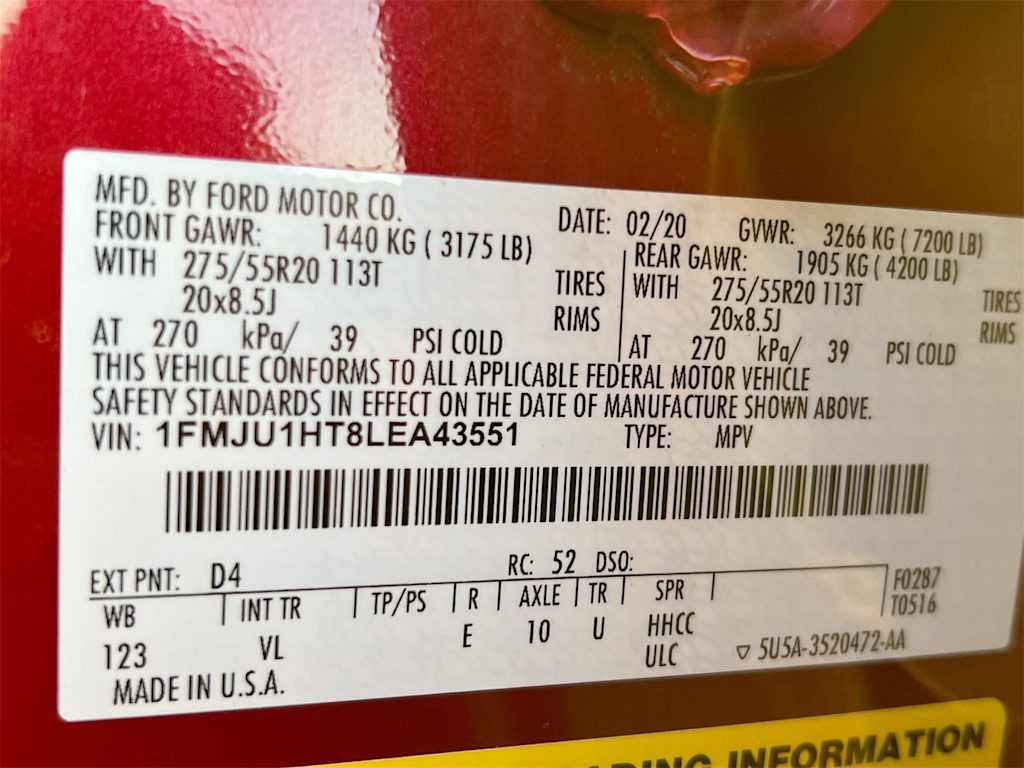 MFD. BY FORD MOTOR CO. DATE: 02/20 GVWR: 3266 KG ( 7200 LB)
FRONT GAWR: 1440 KG ( 3175 LB) REAR GAWR: 1905 KG ( 4200 LB)
WITH 275/55R20 113T TIRES WITH 275/55R20 113T TIRES
20x8.5J RIMS 20x8.5J RIMS
AT 270 kPa/ 39 PSI COLD AT 270 kPa/ 39 PSI COLD
THIS VEHICLE CONFORMS TO ALL APPLICABLE FEDERAL MOTOR VEHICLE
SAFETY STANDARDS IN EFFECT ON THE DATE OF MANUFACTURE SHOWN ABOVE.
VIN: 1FMJU1HT8LEA43551 TYPE: MPV
EXT PNT: D4 RC: 52 DSO:
WB INT TR TP/PS R AXLE TR SPR F0287
T0516
123 VL E 10 U HHCC
ULC ▽ 5U5A-3520472-AA
MADE IN U.S.A.
INFORMATION